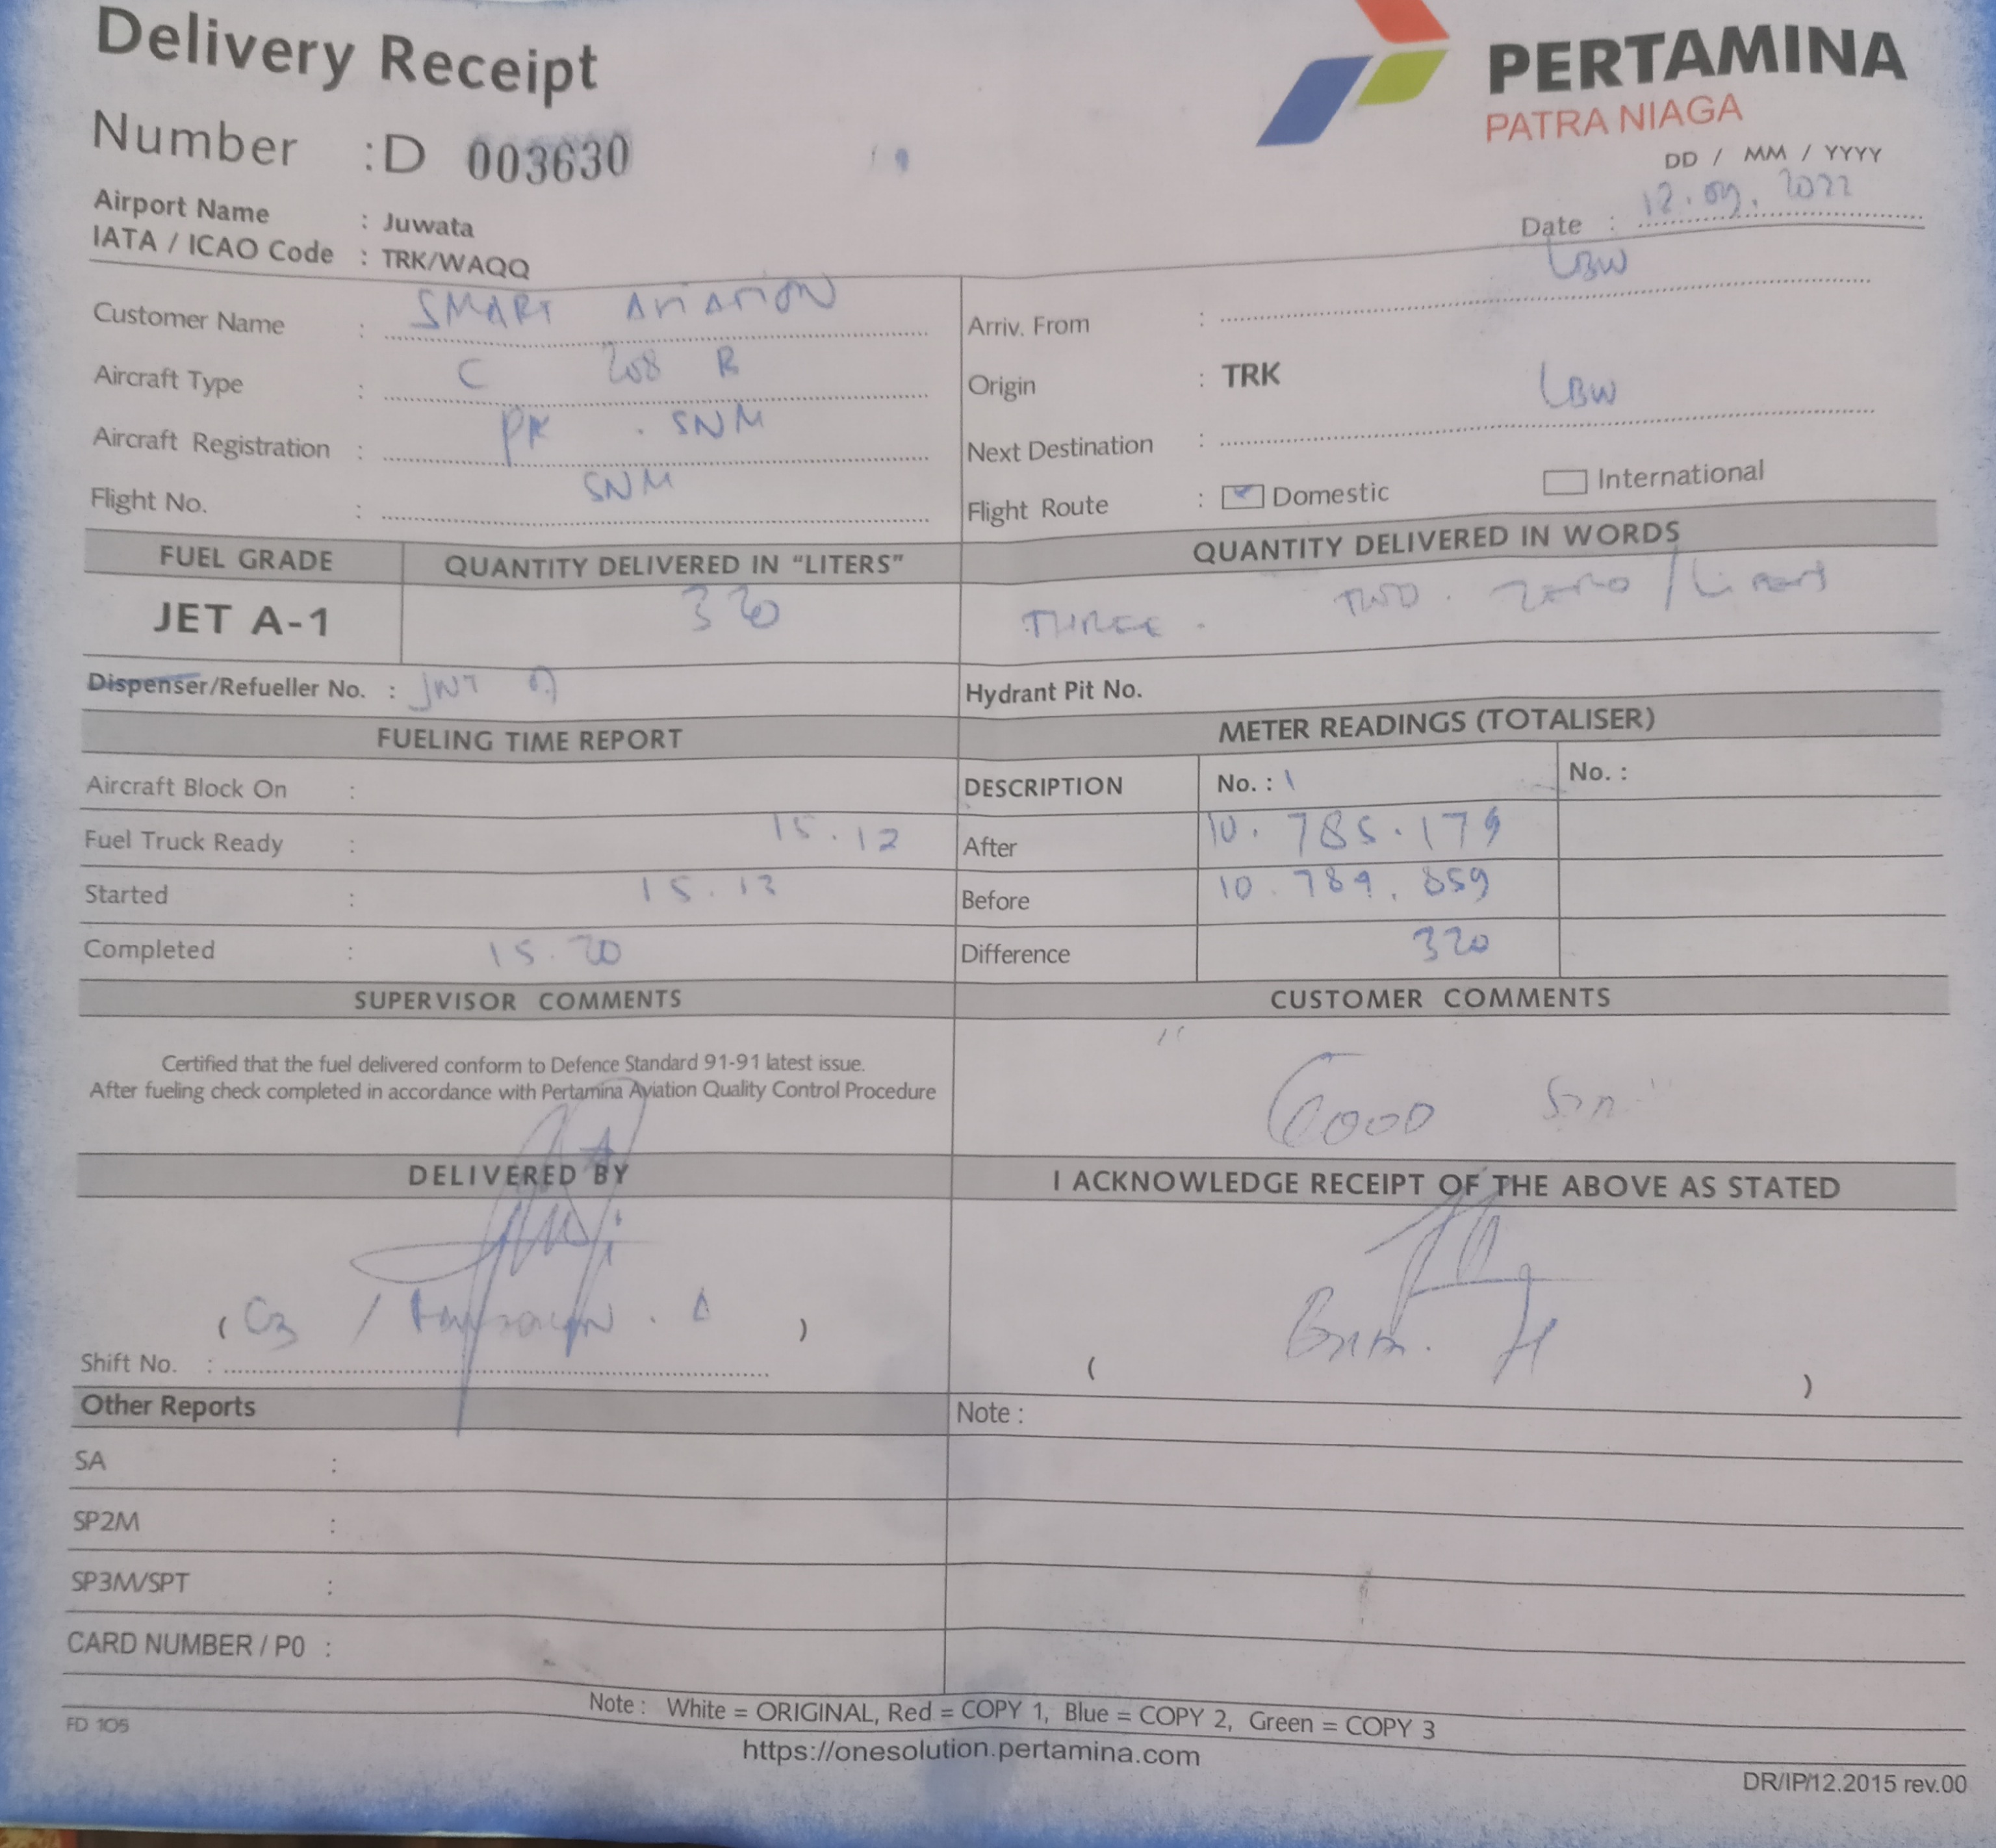 Delivery Receipt
PERTAMINA
PATRA NIAGA
Number :D 003630
DD / MM / YYYY
Date : 12.09.2022
Airport Name : Juwata
IATA / ICAO Code : TRK/WAQQ
Customer Name : SMART AVIATION
Arriv. From : LBW
Aircraft Type : C 208 B
Origin : TRK
Aircraft Registration : PK . SNM
Next Destination : LBW
Flight No. : SNM
Flight Route : Domestic International
FUEL GRADE QUANTITY DELIVERED IN "LITERS" QUANTITY DELIVERED IN WORDS
JET A-1 320 THREE . TWO . ZERO / Liters
Dispenser/Refueller No. : JNT
Hydrant Pit No.
FUELING TIME REPORT METER READINGS (TOTALISER)
Aircraft Block On : DESCRIPTION No. : 1 No. :
Fuel Truck Ready : 15.12 After 10.785.179
Started : 15.13 Before 10.784.859
Completed : 15.20 Difference 320
SUPERVISOR COMMENTS CUSTOMER COMMENTS
Certified that the fuel delivered conform to Defence Standard 91-91 latest issue.
After fueling check completed in accordance with Pertamina Aviation Quality Control Procedure
GOOD
DELIVERED BY I ACKNOWLEDGE RECEIPT OF THE ABOVE AS STATED
( )
Shift No. :
( )
Other Reports Note :
SA :
SP2M :
SP3M/SPT :
CARD NUMBER / P0 :
Note : White = ORIGINAL, Red = COPY 1, Blue = COPY 2, Green = COPY 3
FD 105
https://onesolution.pertamina.com
DR/IP/12.2015 rev.00